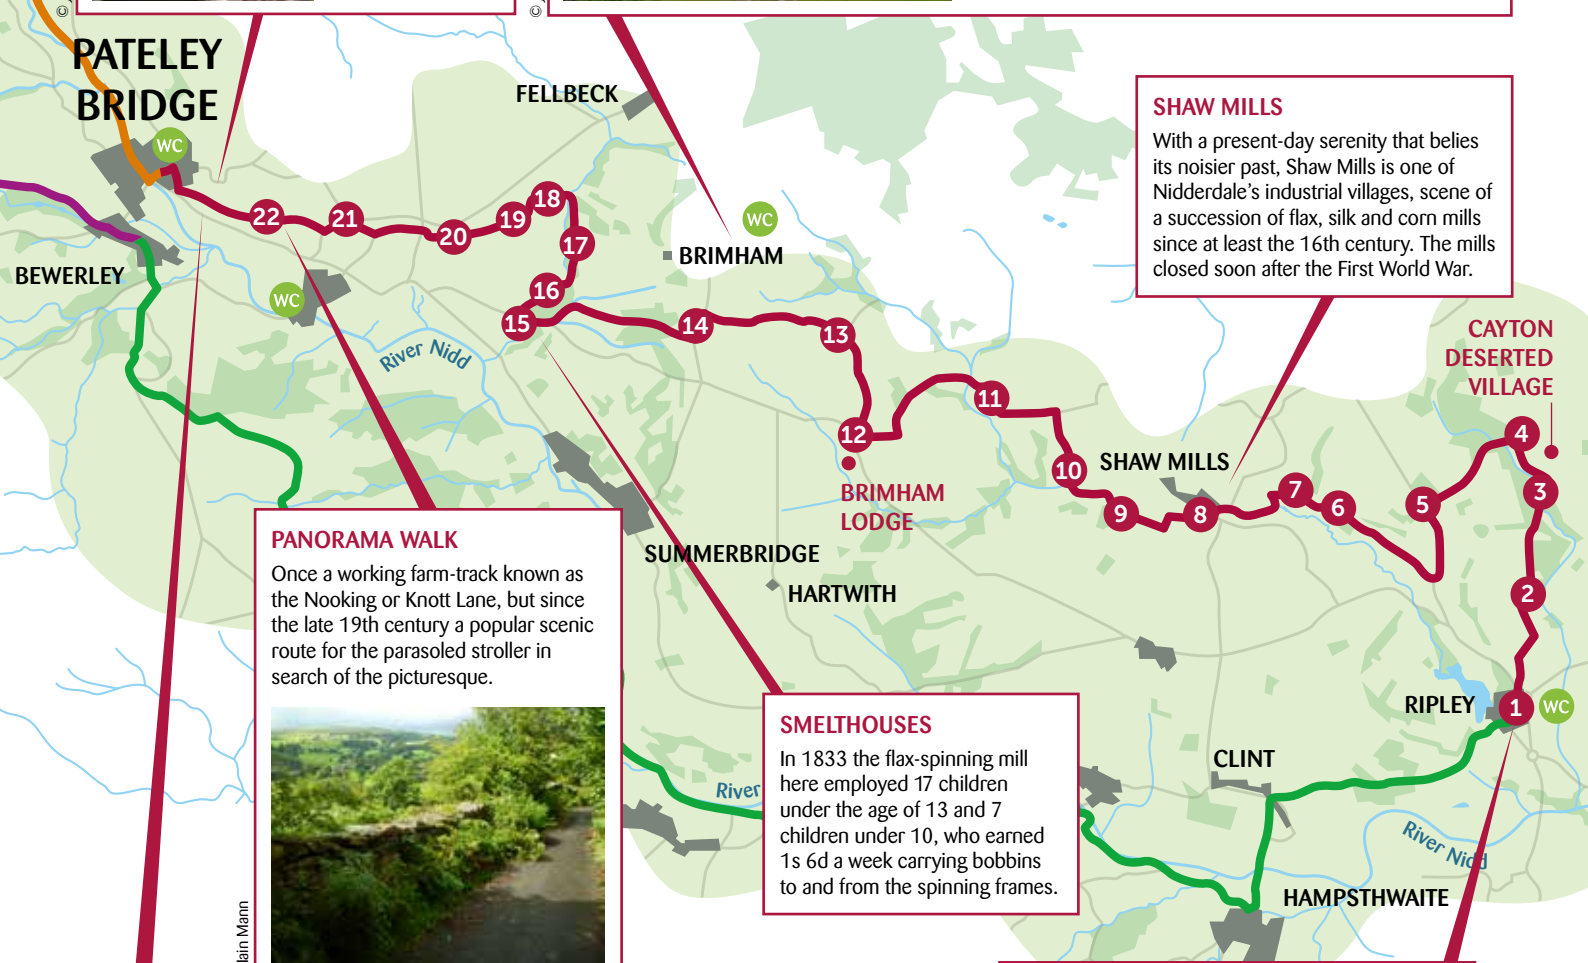 ©
©
PATELEY
BRIDGE
WC
FELLBECK
SHAW MILLS
With a present-day serenity that belies
its noisier past, Shaw Mills is one of
Nidderdale's industrial villages, scene of
a succession of flax, silk and corn mills
since at least the 16th century. The mills
closed soon after the First World War.
22
21
20
19
18
17
16
15
WC
BRIMHAM
BEWERLEY
WC
River Nidd
14
13
12
11
10
9
8
7
6
5
4
3
2
1
CAYTON
DESERTED
VILLAGE
SHAW MILLS
BRIMHAM
LODGE
PANORAMA WALK
Once a working farm-track known as
the Nooking or Knott Lane, but since
the late 19th century a popular scenic
route for the parasoled stroller in
search of the picturesque.
SUMMERBRIDGE
HARTWITH
SMELTHOUSES
In 1833 the flax-spinning mill
here employed 17 children
under the age of 13 and 7
children under 10, who earned
1s 6d a week carrying bobbins
to and from the spinning frames.
RIPLEY
WC
CLINT
River
River Nidd
HAMPSTHWAITE
Iain Mann